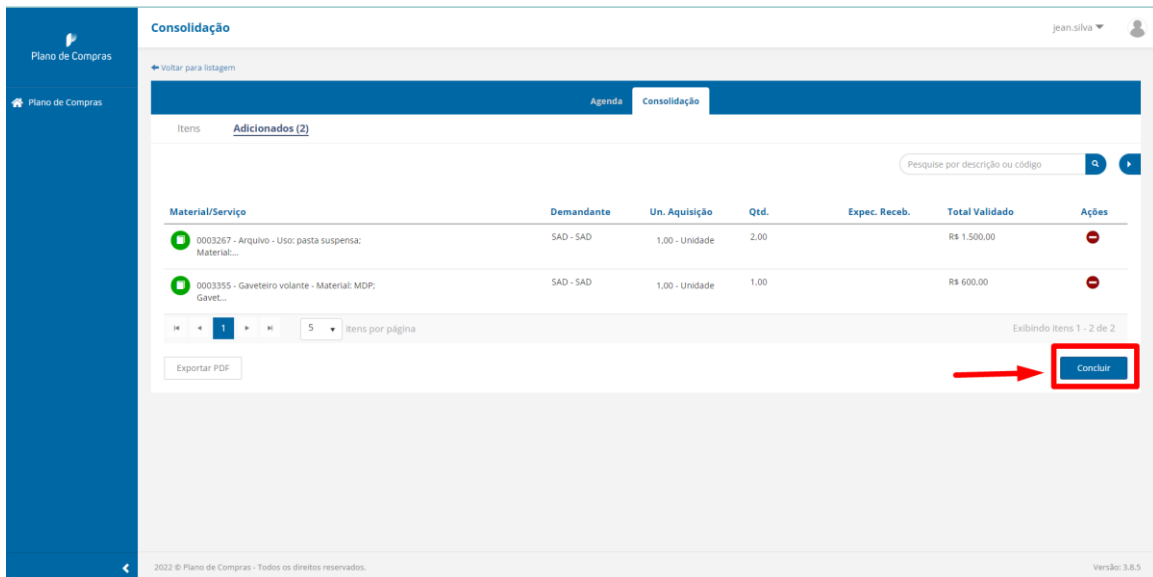 Plano de Compras
Plano de Compras
Consolidação
jean.silva
Voltar para listagem
Agenda Consolidação
Itens Adicionados (2)
Pesquise por descrição ou código
Material/Serviço Demandante Un. Aquisição Qtd. Expec. Receb. Total Validado Ações
0003267 - Arquivo - Uso: pasta suspensa; SAD - SAD 1,00 - Unidade 2,00 R$ 1.500,00
Material:...
0003355 - Gaveteiro volante - Material: MDP; SAD - SAD 1,00 - Unidade 1,00 R$ 600,00
Gavet...
1 5 itens por página Exibindo itens 1 - 2 de 2
Exportar PDF Concluir
2022 © Plano de Compras - Todos os direitos reservados. Versão: 3.8.5